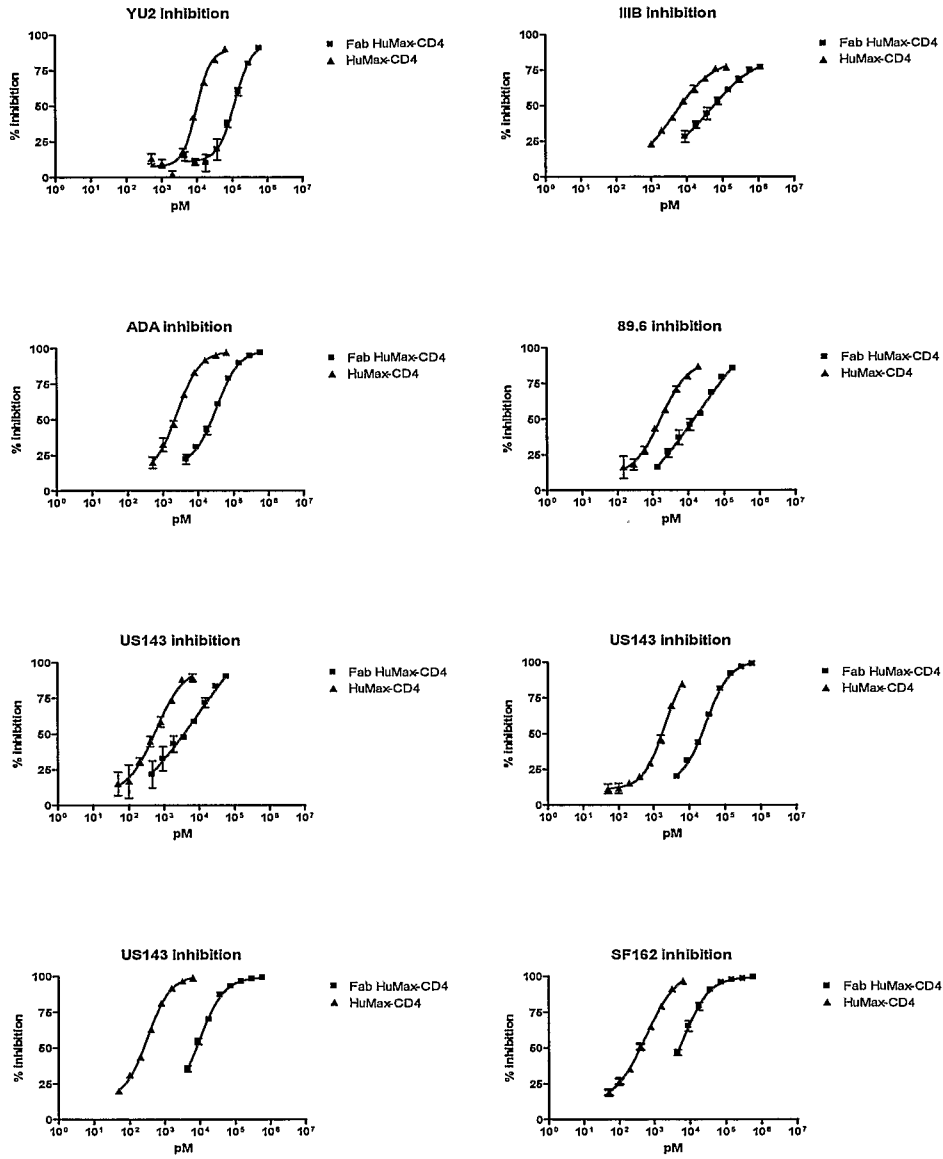 YU2 inhibition
100
75
50
25
0
% inhibition
10⁰ 10¹ 10² 10³ 10⁴ 10⁵ 10⁶ 10⁷
pM
Fab HuMax-CD4
HuMax-CD4
IIIB inhibition
100
75
50
25
0
% inhibition
10⁰ 10¹ 10² 10³ 10⁴ 10⁵ 10⁶ 10⁷
pM
Fab HuMax-CD4
HuMax-CD4
ADA inhibition
100
75
50
25
0
% inhibition
10⁰ 10¹ 10² 10³ 10⁴ 10⁵ 10⁶ 10⁷
pM
Fab HuMax-CD4
HuMax-CD4
89.6 inhibition
100
75
50
25
0
% inhibition
10⁰ 10¹ 10² 10³ 10⁴ 10⁵ 10⁶ 10⁷
pM
Fab HuMax-CD4
HuMax-CD4
US143 inhibition
100
75
50
25
0
% inhibition
10⁰ 10¹ 10² 10³ 10⁴ 10⁵ 10⁶ 10⁷
pM
Fab HuMax-CD4
HuMax-CD4
US143 inhibition
100
75
50
25
0
% inhibition
10⁰ 10¹ 10² 10³ 10⁴ 10⁵ 10⁶ 10⁷
pM
Fab HuMax-CD4
HuMax-CD4
US143 inhibition
100
75
50
25
0
% inhibition
10⁰ 10¹ 10² 10³ 10⁴ 10⁵ 10⁶ 10⁷
pM
Fab HuMax-CD4
HuMax-CD4
SF162 inhibition
100
75
50
25
0
% inhibition
10⁰ 10¹ 10² 10³ 10⁴ 10⁵ 10⁶ 10⁷
pM
Fab HuMax-CD4
HuMax-CD4